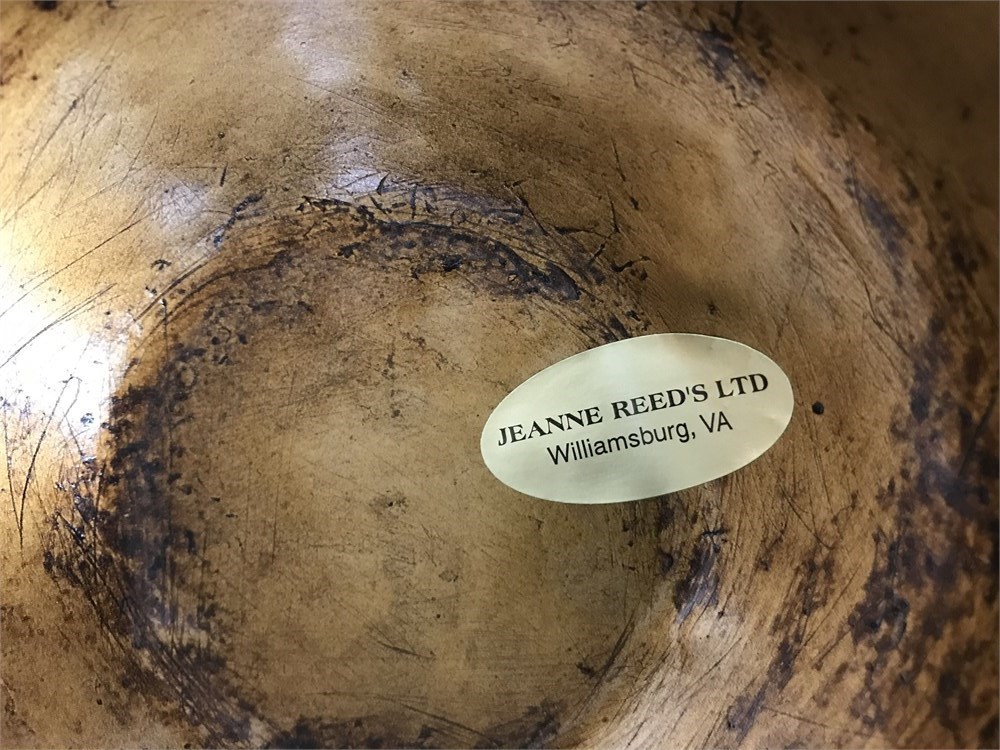 JEANNE REED'S LTD
Williamsburg, VA